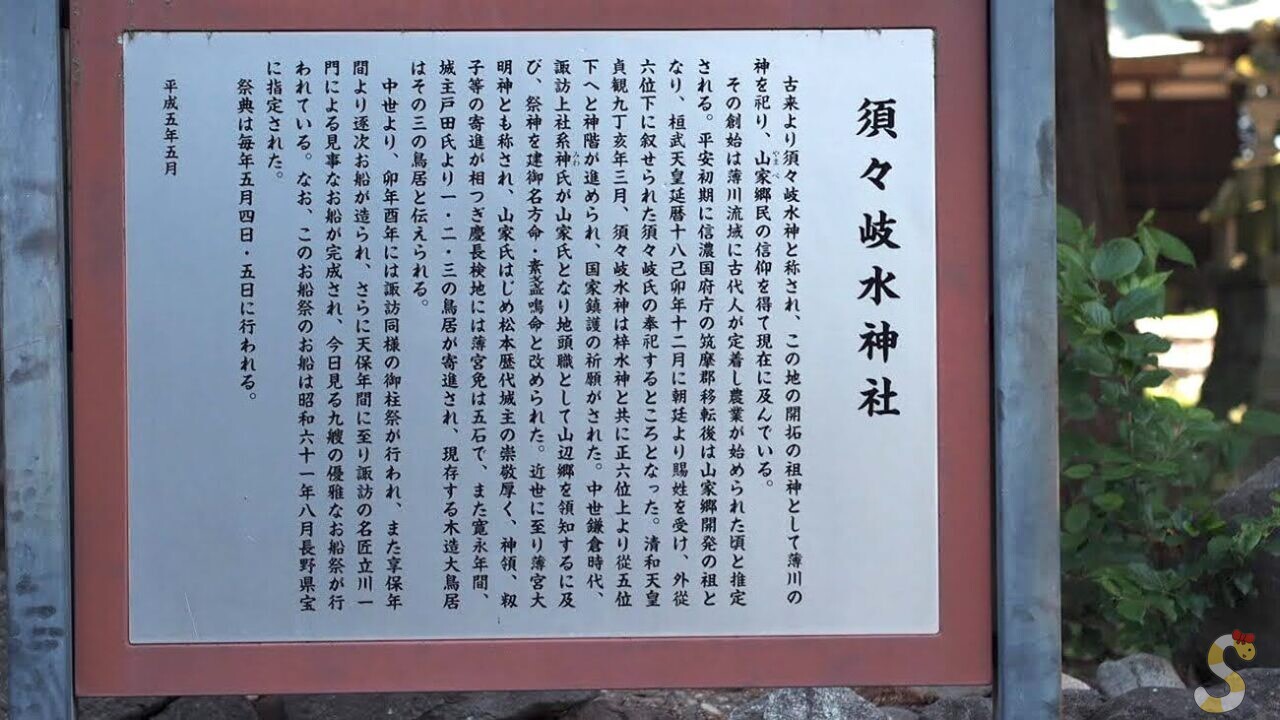 須々岐水神社
古来より須々岐水神と称され、この地の開拓の祖神として薄川の
神を祀り、山家郷民の信仰を得て現在に及んでいる。
やまべ
その創始は薄川流域に古代人が定着し農業が始められた頃と推定
される。平安初期に信濃国府庁の筑摩郡移転後は山家郷開発の祖と
なり、桓武天皇延暦十八己卯年十二月に朝廷より賜姓を受け、外従
六位下に叙せられた須々岐氏の奉祀するところとなった。清和天皇
貞観九丁亥年三月、須々岐水神は梓水神と共に正六位上より従五位
下へと神階が進められ、国家鎮護の祈願がされた。中世鎌倉時代、
諏訪上社系神氏が山家氏となり地頭職として山辺郷を領知するに及
みわ
び、祭神を建御名方命・素盞嗚命と改められた。近世に至り薄宮大
明神とも称され、山家氏はじめ松本歴代城主の崇敬厚く、神領、籾
子等の寄進が相つぎ慶長検地には薄宮免は五石で、また寛永年間、
城主戸田氏より一・二・三の鳥居が寄進され、現存する木造大鳥居
はその三の鳥居と伝えられる。
中世より、卯年酉年には諏訪同様の御柱祭が行われ、また享保年
間より逐次お船が造られ、さらに天保年間に至り諏訪の名匠立川一
門による見事なお船が完成され、今日見る九艘の優雅なお船祭が行
われている。なお、このお船祭のお船は昭和六十一年八月長野県宝
に指定された。
祭典は毎年五月四日・五日に行われる。
平成五年五月
S